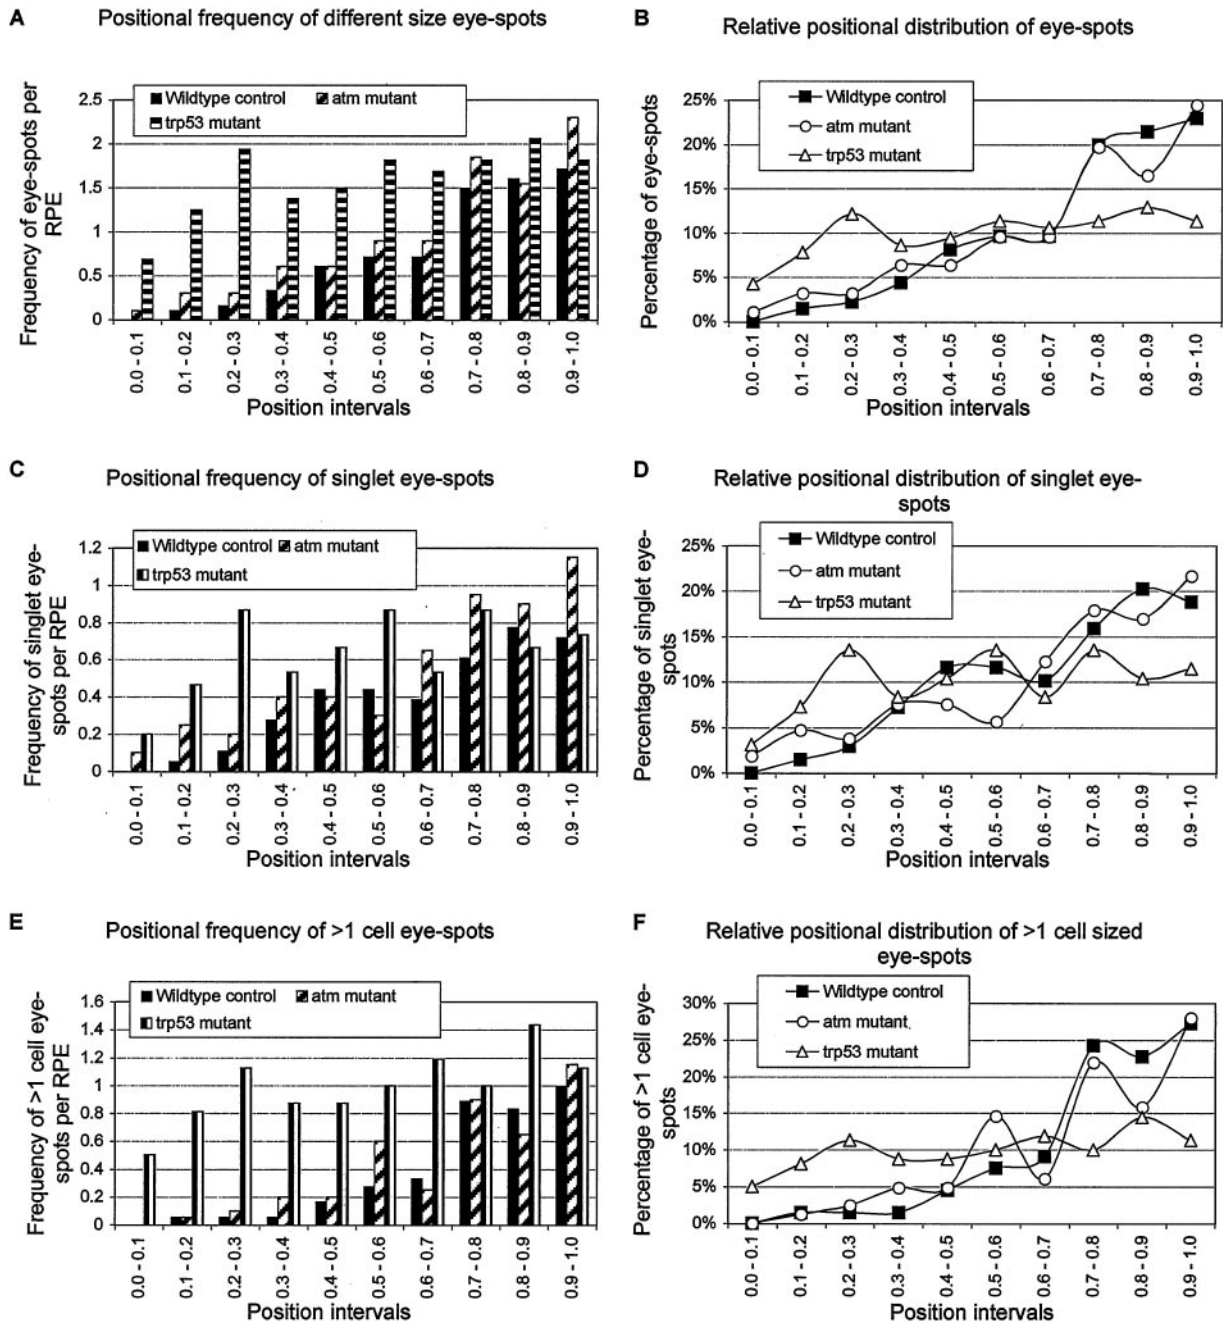 A
Positional frequency of different size eye-spots
Wildtype control
atm mutant
trp53 mutant
Frequency of eye-spots per
RPE
2.5
2
1.5
1
0.5
0
0.0 - 0.1
0.1 - 0.2
0.2 - 0.3
0.3 - 0.4
0.4 - 0.5
0.5 - 0.6
0.6 - 0.7
0.7 - 0.8
0.8 - 0.9
0.9 - 1.0
Position intervals
B
Relative positional distribution of eye-spots
Wildtype control
atm mutant
trp53 mutant
Percentage of eye-spots
25%
20%
15%
10%
5%
0%
0.0 - 0.1
0.1 - 0.2
0.2 - 0.3
0.3 - 0.4
0.4 - 0.5
0.5 - 0.6
0.6 - 0.7
0.7 - 0.8
0.8 - 0.9
0.9 - 1.0
Position intervals
C
Positional frequency of singlet eye-spots
Wildtype control
atm mutant
trp53 mutant
Frequency of singlet eye-
spots per RPE
1.2
1
0.8
0.6
0.4
0.2
0
0.0 - 0.1
0.1 - 0.2
0.2 - 0.3
0.3 - 0.4
0.4 - 0.5
0.5 - 0.6
0.6 - 0.7
0.7 - 0.8
0.8 - 0.9
0.9 - 1.0
Position intervals
D
Relative positional distribution of singlet eye-
spots
Wildtype control
atm mutant
trp53 mutant
Percentage of singlet eye-
spots
25%
20%
15%
10%
5%
0%
0.0 - 0.1
0.1 - 0.2
0.2 - 0.3
0.3 - 0.4
0.4 - 0.5
0.5 - 0.6
0.6 - 0.7
0.7 - 0.8
0.8 - 0.9
0.9 - 1.0
Position intervals
E
Positional frequency of >1 cell eye-spots
Wildtype control
atm mutant
trp53 mutant
Frequency of >1 cell eye-
spots per RPE
1.6
1.4
1.2
1
0.8
0.6
0.4
0.2
0
0.0 - 0.1
0.1 - 0.2
0.2 - 0.3
0.3 - 0.4
0.4 - 0.5
0.5 - 0.6
0.6 - 0.7
0.7 - 0.8
0.8 - 0.9
0.9 - 1.0
Position intervals
F
Relative positional distribution of >1 cell sized
eye-spots
Wildtype control
atm mutant
trp53 mutant
Percentage of >1 cell eye-
spots
30%
25%
20%
15%
10%
5%
0%
0.0 - 0.1
0.1 - 0.2
0.2 - 0.3
0.3 - 0.4
0.4 - 0.5
0.5 - 0.6
0.6 - 0.7
0.7 - 0.8
0.8 - 0.9
0.9 - 1.0
Position intervals